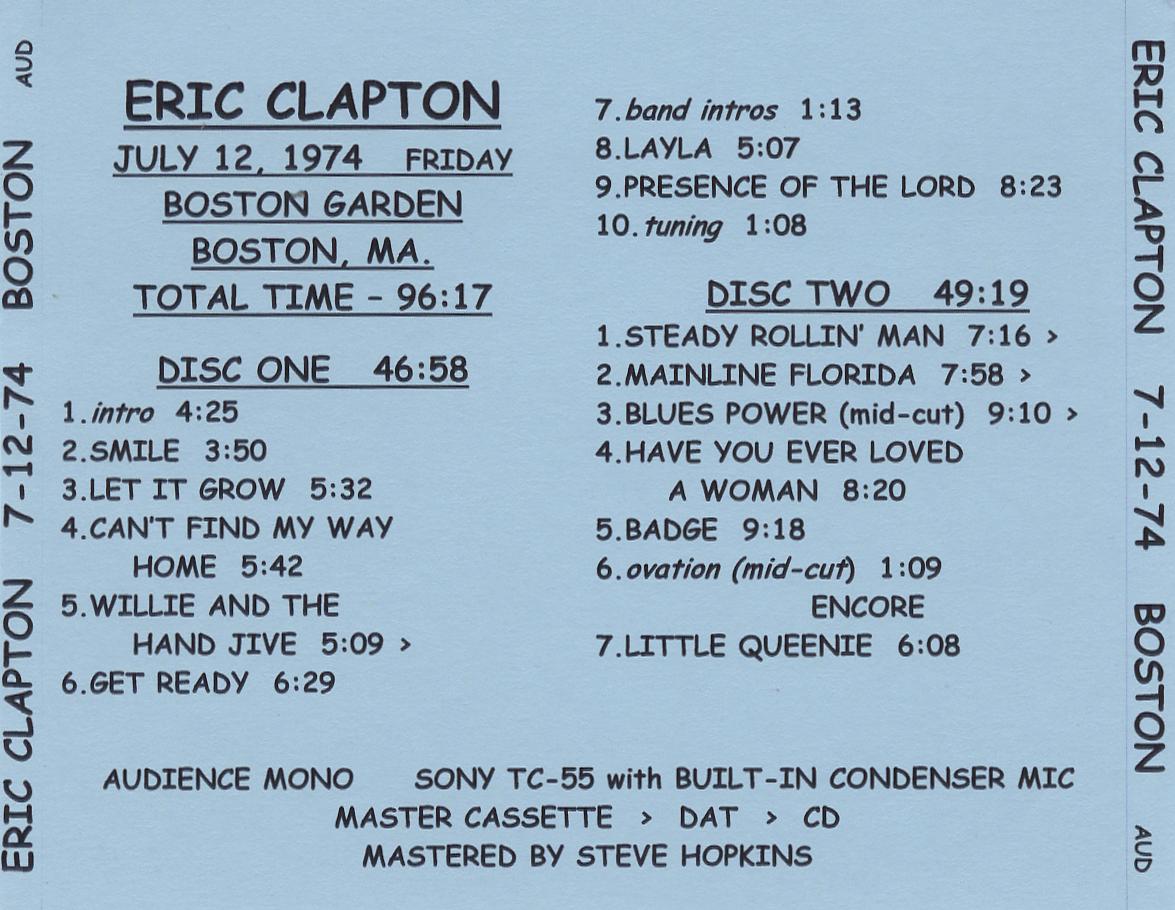 ERIC CLAPTON
JULY 12, 1974 FRIDAY
BOSTON GARDEN
BOSTON, MA.
TOTAL TIME - 96:17
DISC ONE 46:58
1.intro 4:25
2.SMILE 3:50
3.LET IT GROW 5:32
4.CAN'T FIND MY WAY
HOME 5:42
5.WILLIE AND THE
HAND JIVE 5:09 >
6.GET READY 6:29
7.band intros 1:13
8.LAYLA 5:07
9.PRESENCE OF THE LORD 8:23
10.tuning 1:08
DISC TWO 49:19
1.STEADY ROLLIN' MAN 7:16 >
2.MAINLINE FLORIDA 7:58 >
3.BLUES POWER (mid-cut) 9:10 >
4.HAVE YOU EVER LOVED
A WOMAN 8:20
5.BADGE 9:18
6.ovation (mid-cut) 1:09
ENCORE
7.LITTLE QUEENIE 6:08
AUDIENCE MONO SONY TC-55 with BUILT-IN CONDENSER MIC
MASTER CASSETTE > DAT > CD
MASTERED BY STEVE HOPKINS
ERIC CLAPTON 7-12-74 BOSTON AUD
ERIC CLAPTON 7-12-74 BOSTON AUD